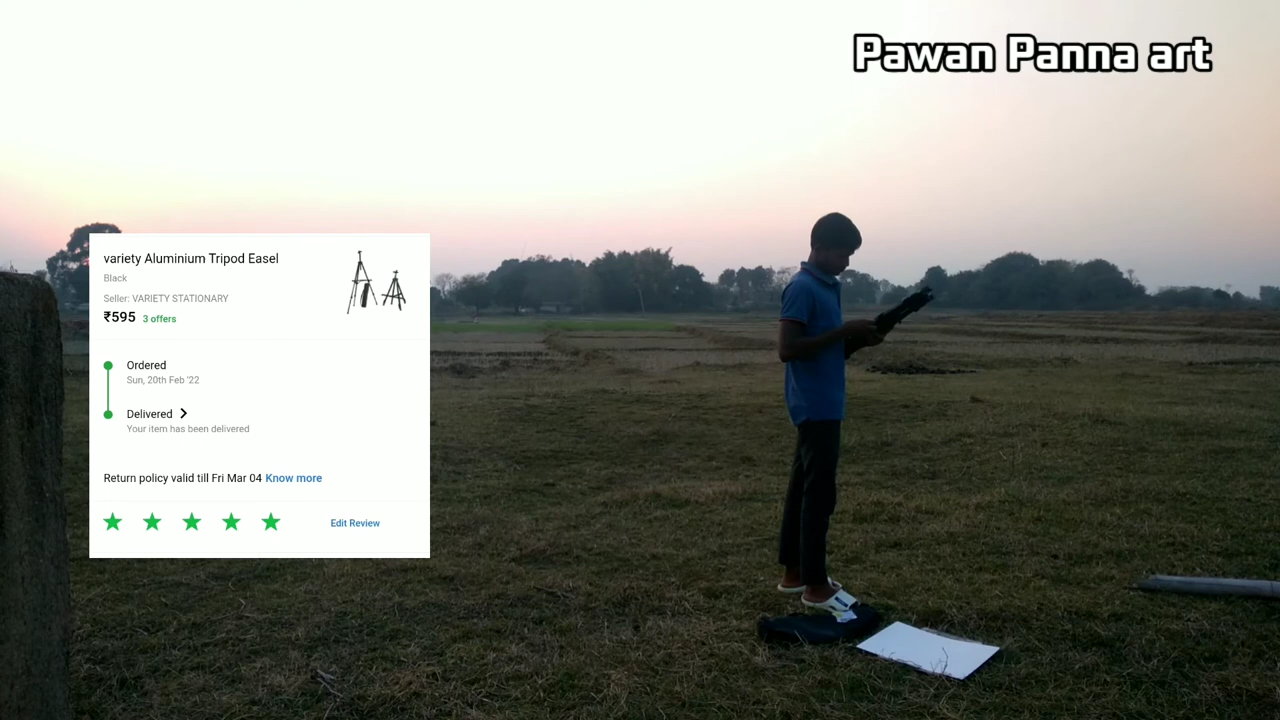 Pawan Panna art
variety Aluminium Tripod Easel
Black
Seller: VARIETY STATIONARY
₹595 3 offers
Ordered
Sun, 20th Feb '22
Delivered
Your item has been delivered
Return policy valid till Fri Mar 04 Know more
Edit Review